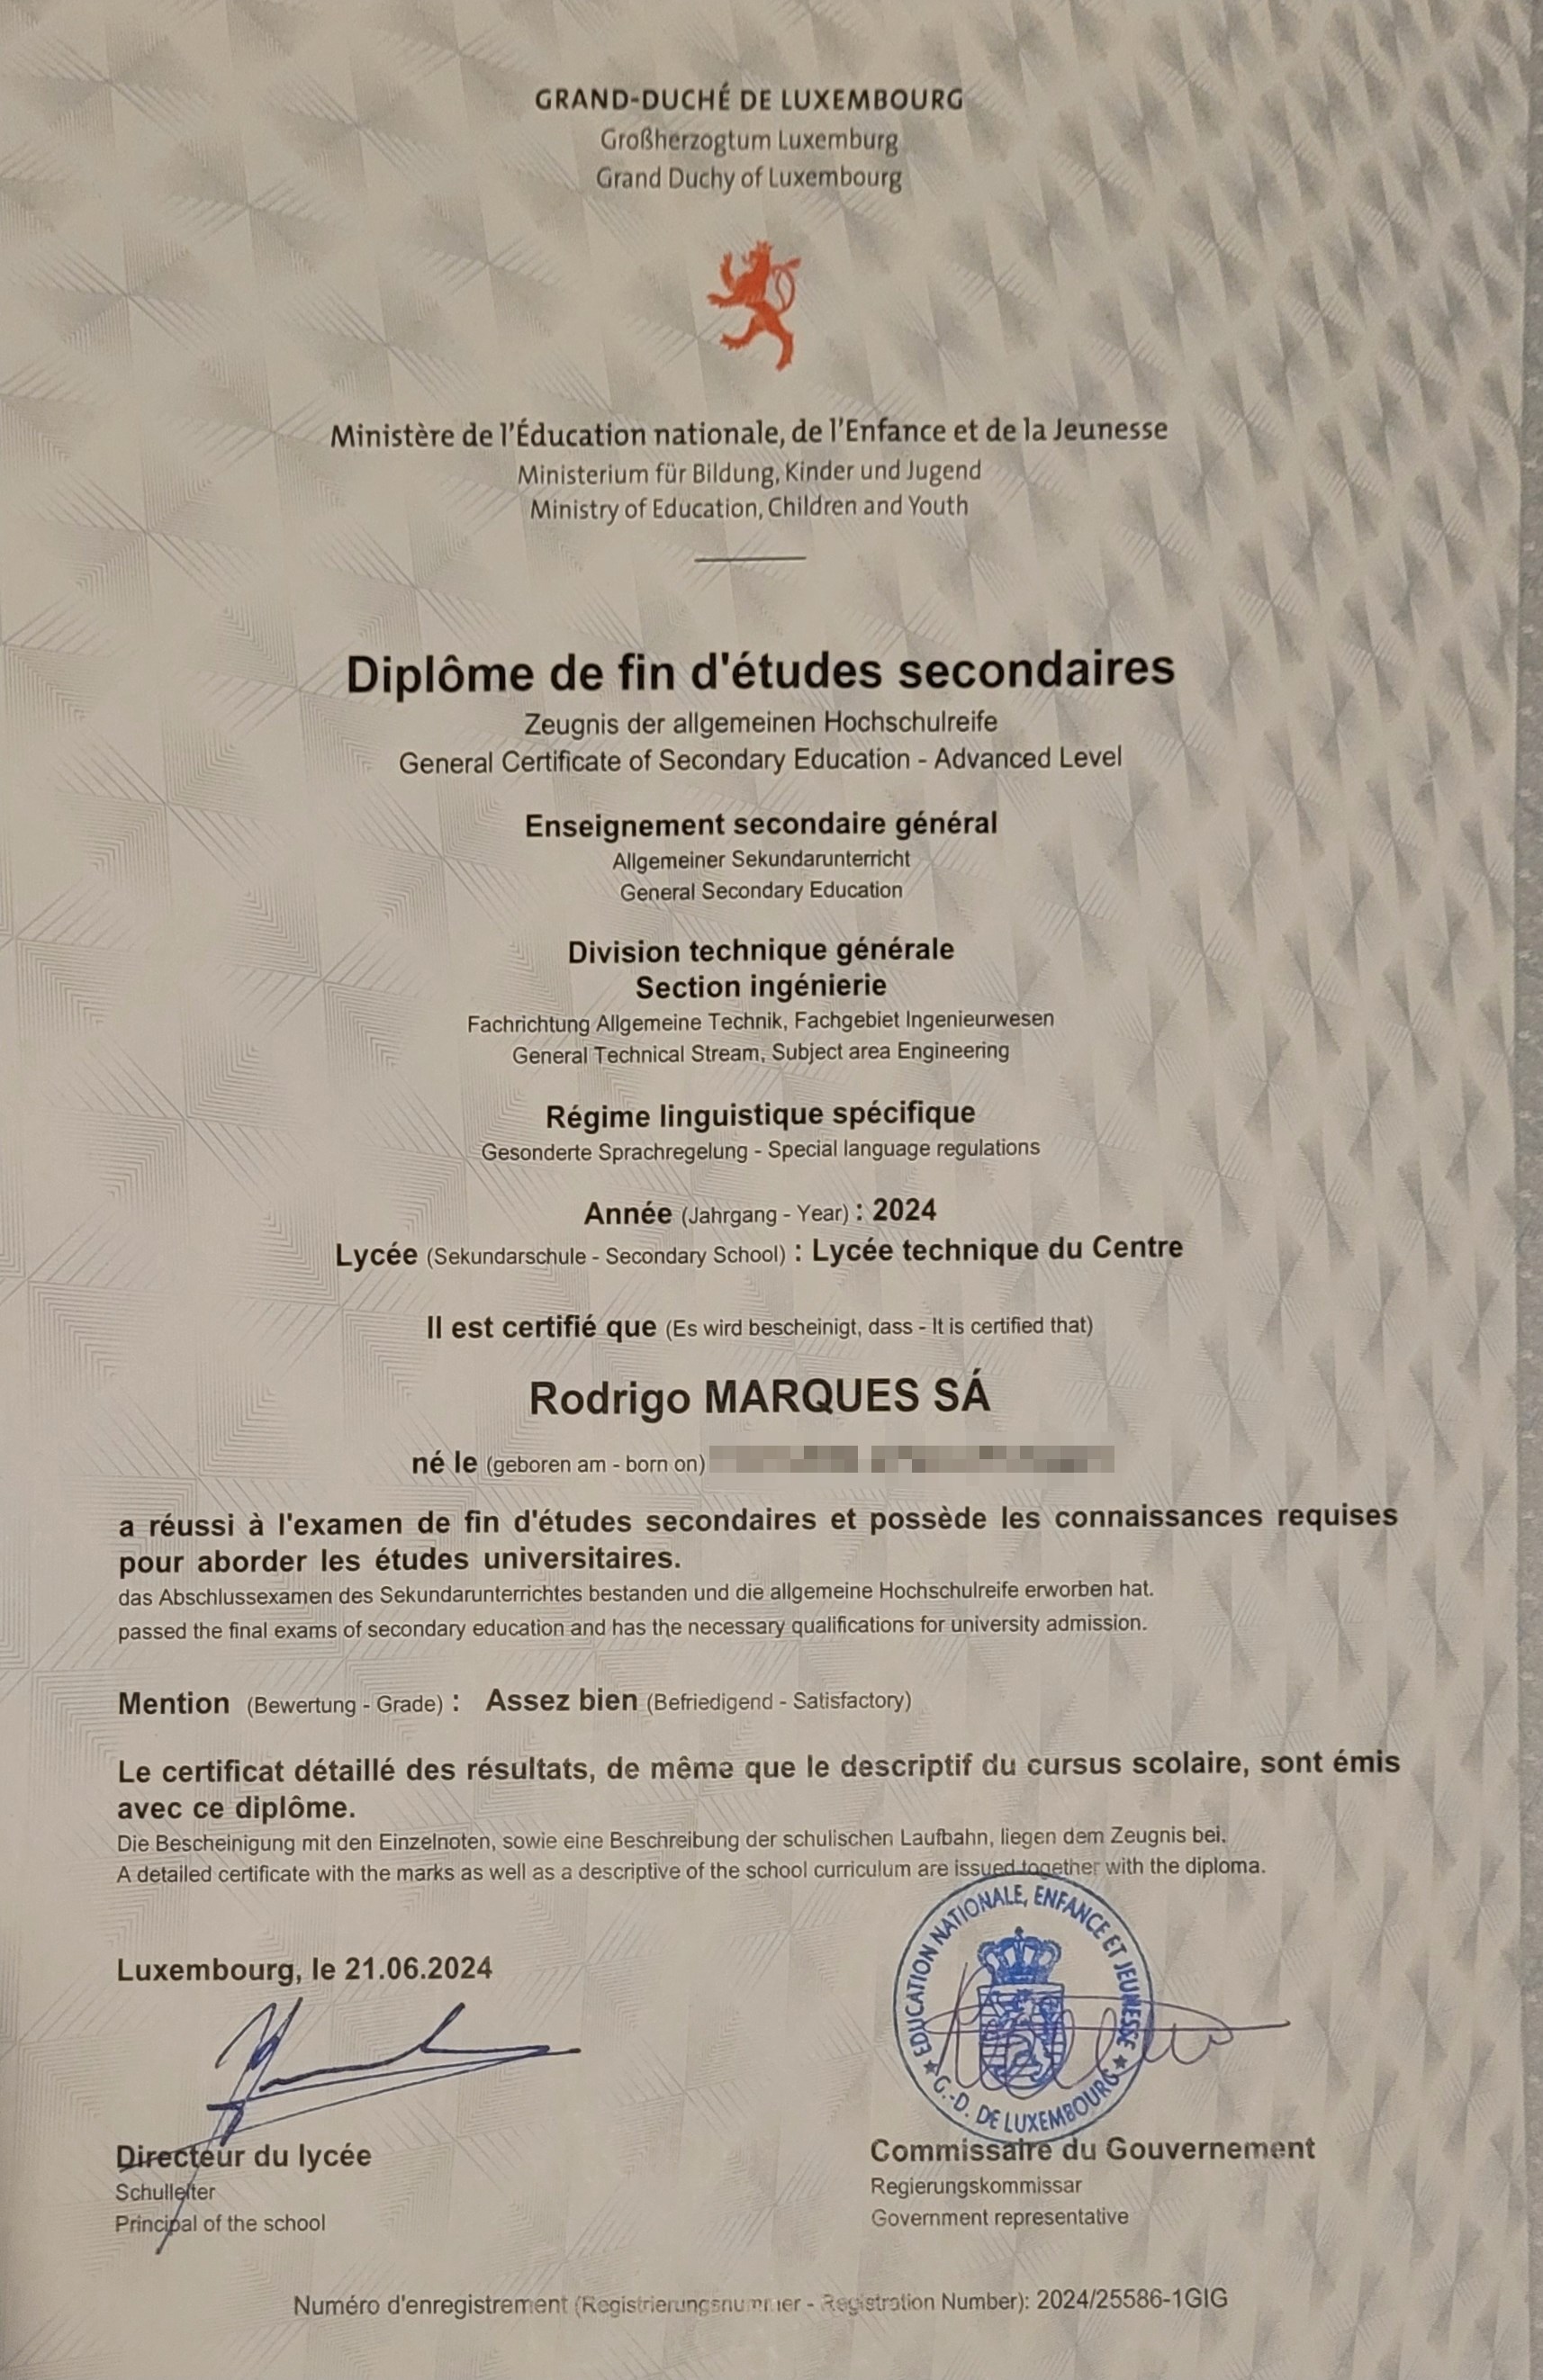 GRAND-DUCHÉ DE LUXEMBOURG
Großherzogtum Luxemburg
Grand Duchy of Luxembourg
Ministère de l'Éducation nationale, de l'Enfance et de la Jeunesse
Ministerium für Bildung, Kinder und Jugend
Ministry of Education, Children and Youth
Diplôme de fin d'études secondaires
Zeugnis der allgemeinen Hochschulreife
General Certificate of Secondary Education - Advanced Level
Enseignement secondaire général
Allgemeiner Sekundarunterricht
General Secondary Education
Division technique générale
Section ingénierie
Fachrichtung Allgemeine Technik, Fachgebiet Ingenieurwesen
General Technical Stream, Subject area Engineering
Régime linguistique spécifique
Gesonderte Sprachregelung - Special language regulations
Année (Jahrgang - Year) : 2024
Lycée (Sekundarschule - Secondary School) : Lycée technique du Centre
Il est certifié que (Es wird bescheinigt, dass - It is certified that)
Rodrigo MARQUES SÁ
né le (geboren am - born on)
a réussi à l'examen de fin d'études secondaires et possède les connaissances requises
pour aborder les études universitaires.
das Abschlussexamen des Sekundarunterrichtes bestanden und die allgemeine Hochschulreife erworben hat.
passed the final exams of secondary education and has the necessary qualifications for university admission.
Mention (Bewertung - Grade) : Assez bien (Befriedigend - Satisfactory)
Le certificat détaillé des résultats, de même que le descriptif du cursus scolaire, sont émis
avec ce diplôme.
Die Bescheinigung mit den Einzelnoten, sowie eine Beschreibung der schulischen Laufbahn, liegen dem Zeugnis bei.
A detailed certificate with the marks as well as a descriptive of the school curriculum are issued together with the diploma.
EDUCATION NATIONALE, ENFANCE ET JEUNESSE
G.-D. DE LUXEMBOURG
Luxembourg, le 21.06.2024
Directeur du lycée
Schulleiter
Principal of the school
Commissaire du Gouvernement
Regierungskommissar
Government representative
Numéro d'enregistrement (Registrierungsnummer - Registration Number): 2024/25586-1GIG